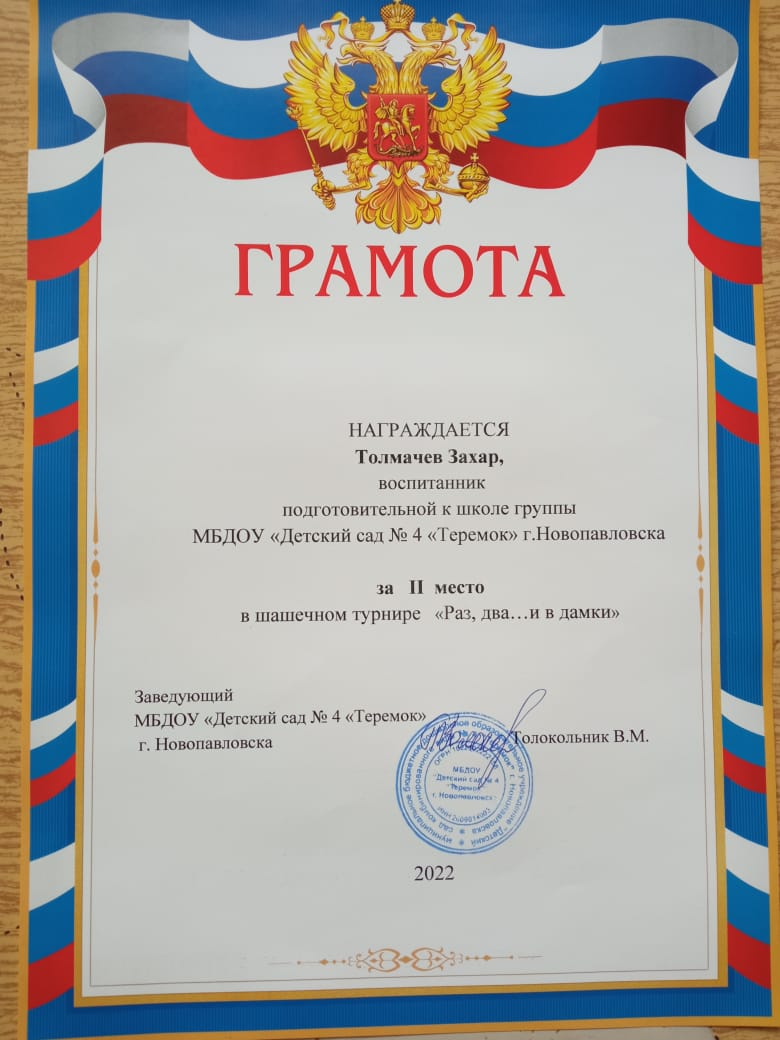 ГРАМОТА
НАГРАЖДАЕТСЯ
Толмачев Захар,
воспитанник
подготовительной к школе группы
МБДОУ «Детский сад № 4 «Теремок» г.Новопавловска
за II место
в шашечном турнире «Раз, два…и в дамки»
Заведующий
МБДОУ «Детский сад № 4 «Теремок»
г. Новопавловска
Толокольник В.М.
МБДОУ
"Детский сад № 4
"Теремок"
г. Новопавловск"
2022